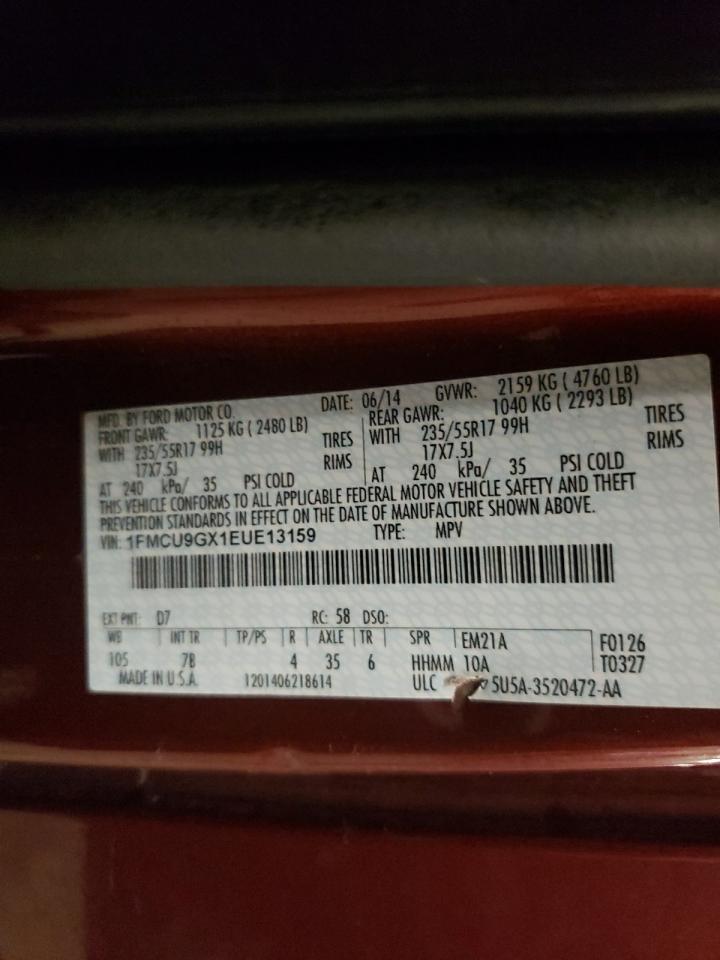 MFD. BY FORD MOTOR CO. DATE: 06/14 GVWR: 2159 KG ( 4760 LB)
FRONT GAWR: 1125 KG ( 2480 LB) REAR GAWR: 1040 KG ( 2293 LB)
WITH 235/55R17 99H TIRES WITH 235/55R17 99H TIRES
17X7.5J RIMS 17X7.5J RIMS
AT 240 kPa/ 35 PSI COLD AT 240 kPa/ 35 PSI COLD
THIS VEHICLE CONFORMS TO ALL APPLICABLE FEDERAL MOTOR VEHICLE SAFETY AND THEFT
PREVENTION STANDARDS IN EFFECT ON THE DATE OF MANUFACTURE SHOWN ABOVE.
VIN: 1FMCU9GX1EUE13159 TYPE: MPV
EXT PNT: D7 RC: 58 DSO:
WB INT TR TP/PS R AXLE TR SPR EM21A F0126
105 7B 4 35 6 HHMM 10A T0327
MADE IN U.S.A. 1201406218614 ULC 5U5A-3520472-AA